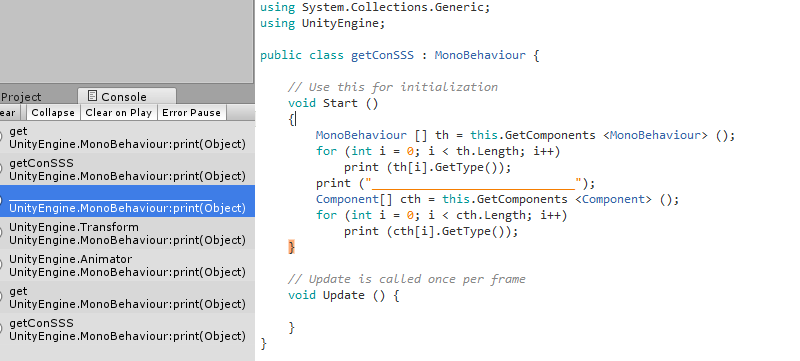 Project
Console
ear Collapse Clear on Play Error Pause
get
UnityEngine.MonoBehaviour:print(Object)
getConSSS
UnityEngine.MonoBehaviour:print(Object)
_____________________________
UnityEngine.MonoBehaviour:print(Object)
UnityEngine.Transform
UnityEngine.MonoBehaviour:print(Object)
UnityEngine.Animator
UnityEngine.MonoBehaviour:print(Object)
get
UnityEngine.MonoBehaviour:print(Object)
getConSSS
UnityEngine.MonoBehaviour:print(Object)
using System.Collections.Generic;
using UnityEngine;
public class getConSSS : MonoBehaviour {
// Use this for initialization
void Start ()
{
MonoBehaviour [] th = this.GetComponents <MonoBehaviour> ();
for (int i = 0; i < th.Length; i++)
print (th[i].GetType());
print ("_____________________________");
Component[] cth = this.GetComponents <Component> ();
for (int i = 0; i < cth.Length; i++)
print (cth[i].GetType());
}
// Update is called once per frame
void Update () {
}
}